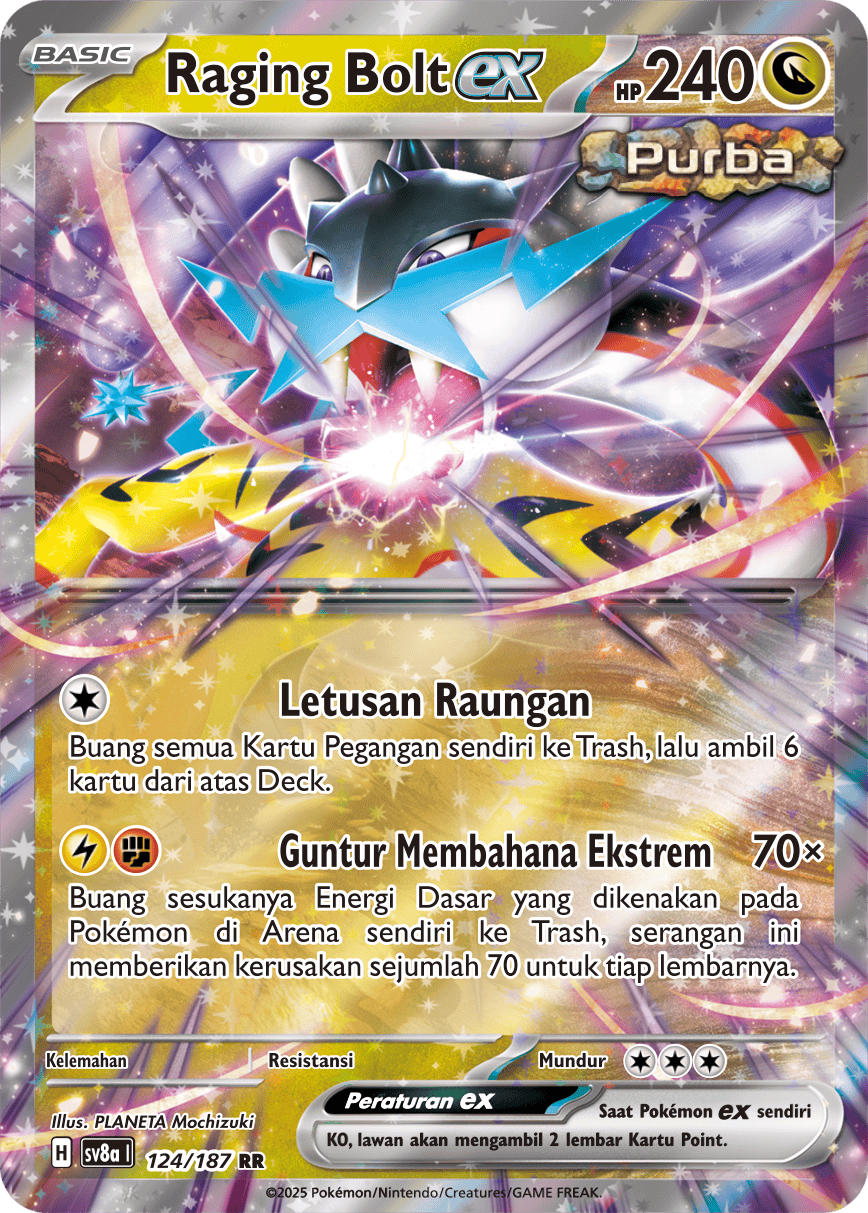 BASIC
Raging Bolt ex HP 240
Purba
Letusan Raungan
Buang semua Kartu Pegangan sendiri ke Trash, lalu ambil 6
kartu dari atas Deck.
Guntur Membahana Ekstrem 70×
Buang sesukanya Energi Dasar yang dikenakan pada
Pokémon di Arena sendiri ke Trash, serangan ini
memberikan kerusakan sejumlah 70 untuk tiap lembarnya.
Kelemahan Resistansi Mundur
Peraturan ex
Saat Pokémon ex sendiri
KO, lawan akan mengambil 2 lembar Kartu Point.
Illus. PLANETA Mochizuki
H sv8a I 124/187 RR
©2025 Pokémon/Nintendo/Creatures/GAME FREAK.